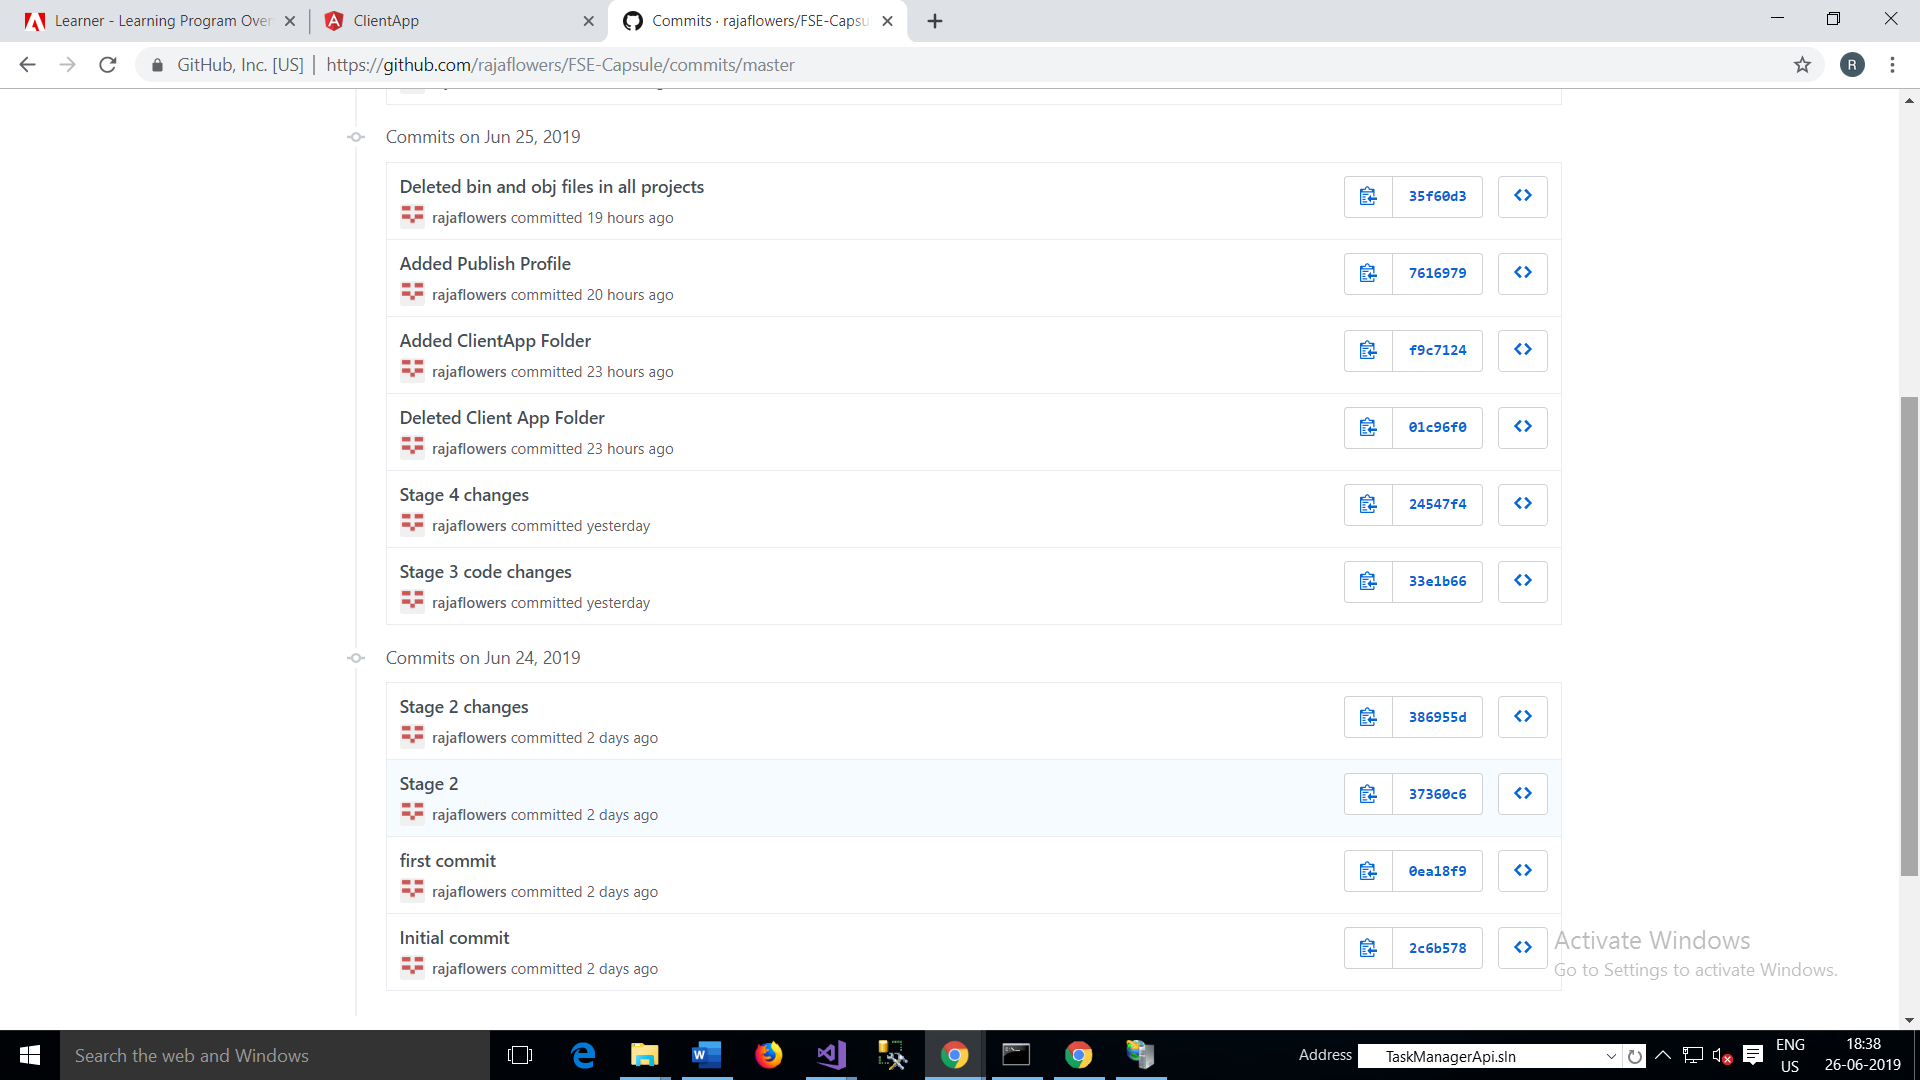 Learner - Learning Program Over
ClientApp
Commits · rajaflowers/FSE-Capsu
GitHub, Inc. [US] | https://github.com/rajaflowers/FSE-Capsule/commits/master
R
Commits on Jun 25, 2019
Deleted bin and obj files in all projects
rajaflowers committed 19 hours ago
35f60d3
Added Publish Profile
rajaflowers committed 20 hours ago
7616979
Added ClientApp Folder
rajaflowers committed 23 hours ago
f9c7124
Deleted Client App Folder
rajaflowers committed 23 hours ago
01c96f0
Stage 4 changes
rajaflowers committed yesterday
24547f4
Stage 3 code changes
rajaflowers committed yesterday
33e1b66
Commits on Jun 24, 2019
Stage 2 changes
rajaflowers committed 2 days ago
386955d
Stage 2
rajaflowers committed 2 days ago
37360c6
first commit
rajaflowers committed 2 days ago
0ea18f9
Initial commit
rajaflowers committed 2 days ago
2c6b578
Activate Windows
Go to Settings to activate Windows.
Search the web and Windows
Address
TaskManagerApi.sln
ENG
US
18:38
26-06-2019